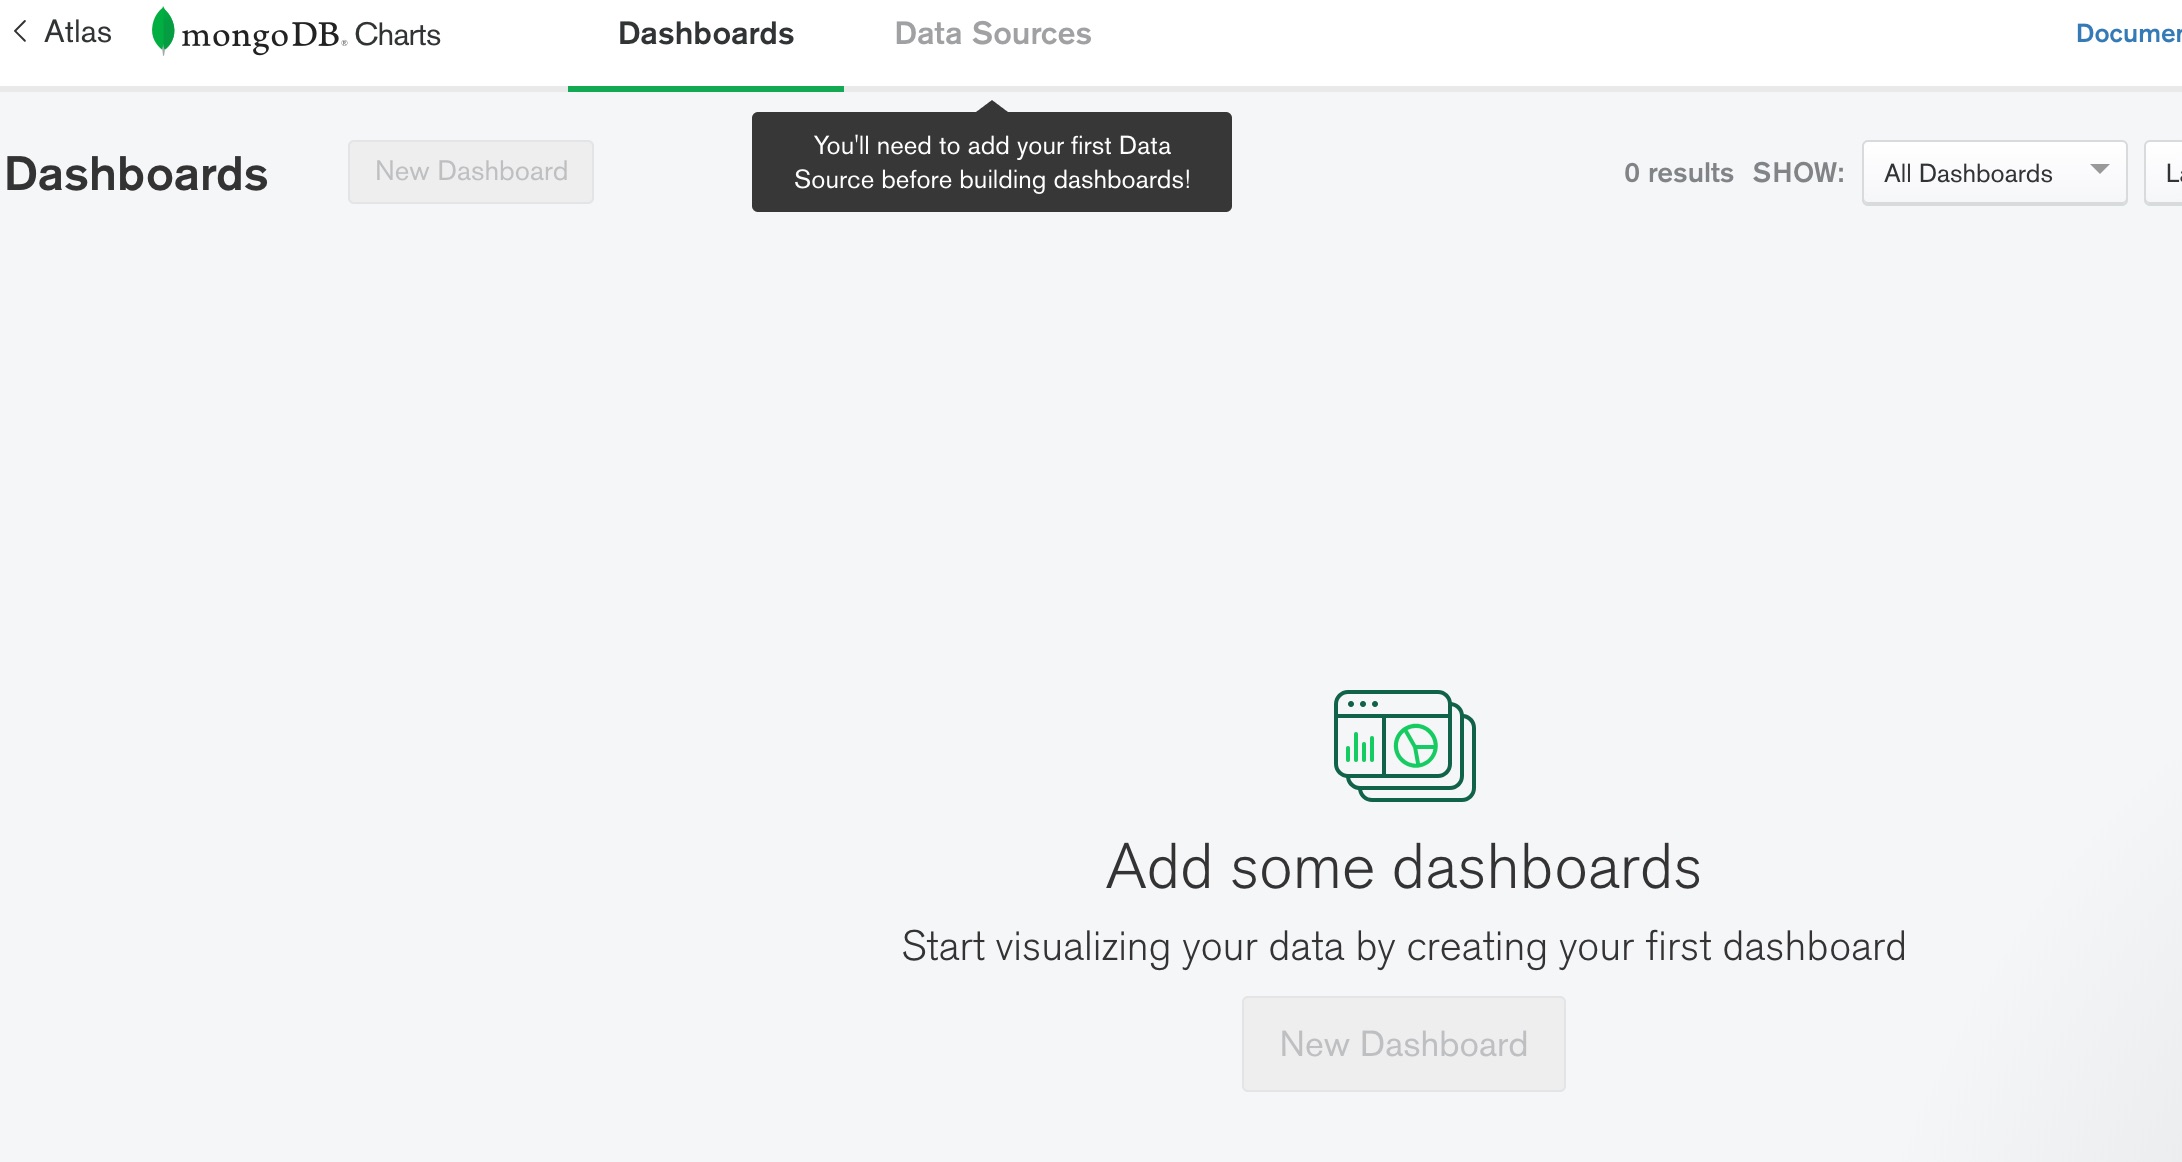 Atlas
mongoDB® Charts
Dashboards
Data Sources
Documen
Dashboards
New Dashboard
You'll need to add your first Data
Source before building dashboards!
0 results SHOW:
All Dashboards
La
Add some dashboards
Start visualizing your data by creating your first dashboard
New Dashboard